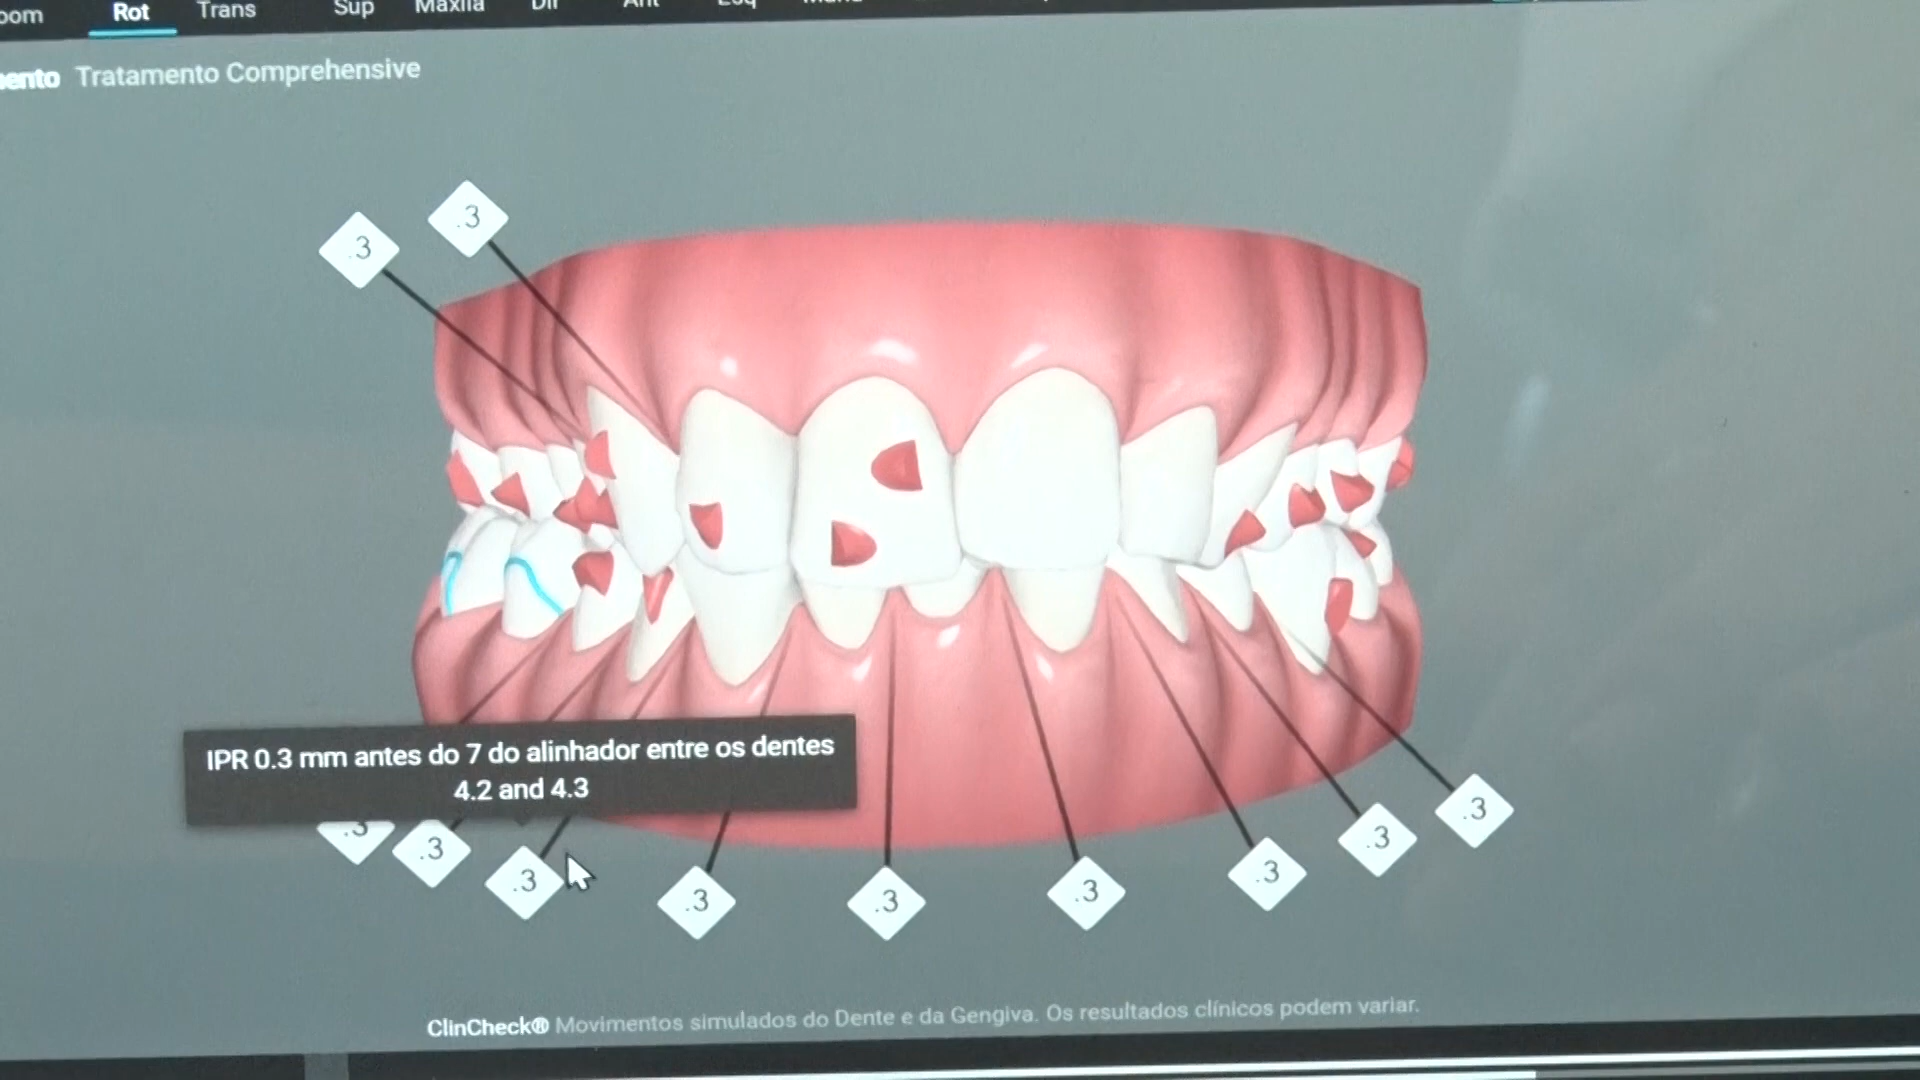 Rot Trans Sup Maxila
Tratamento Comprehensive
.3
.3
IPR 0.3 mm antes do 7 do alinhador entre os dentes
4.2 and 4.3
.3
.3
.3
.3
.3
.3
.3
.3
.3
ClinCheck® Movimentos simulados do Dente e da Gengiva. Os resultados clínicos podem variar.